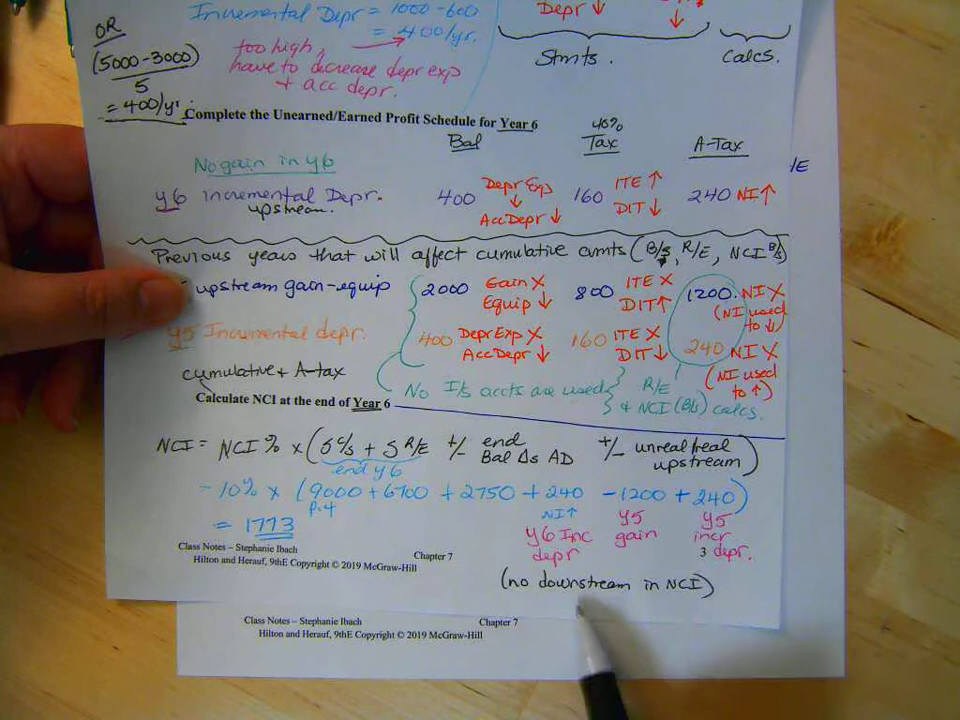 Incremental Depr = 1000 - 600
= 400/yr.
Depr ↓ ↓
OR
(5000-3000)
5
= 400/yr
too high,
have to decrease depr exp
+ acc depr.
Stmts. Calcs.
Complete the Unearned/Earned Profit Schedule for Year 6
Bal 40% Tax A-Tax
No gain in y6
/E
y6 incremental Depr. 400 Depr Exp ↓ 160 ITE ↑ 240 NI ↑
upstream. AccDepr ↓ DIT ↓
Previous years that will affect cumulative amts (B/S, R/E, NCI B/S)
upstream gain-equip 2000 Gain X 800 ITE X 1200. NI X
Equip ↓ DIT ↑ (NI used to ↓)
y5 Incremental depr. 400 Depr Exp X 160 ITE X 240 NI X
AccDepr ↓ DIT ↓ (NI used to ↑)
cumulative + A-tax
No I/S accts are used R/E
& NCI (B/S) calcs.
Calculate NCI at the end of Year 6
NCI = NCI % x (S C/S + S R/E +/- end Bal Δs AD +/- unreal/real upstream)
end y6
= 10% x (9000 + 6700 + 2750 + 240 - 1200 + 240)
p.4 NI↑
= 1773
y6 Inc depr y5 gain y5 incr depr.
Class Notes – Stephanie Ibach Chapter 7 3
Hilton and Herauf, 9thE Copyright © 2019 McGraw-Hill
(no downstream in NCI)
Class Notes – Stephanie Ibach Chapter 7
Hilton and Herauf, 9thE Copyright © 2019 McGraw-Hill